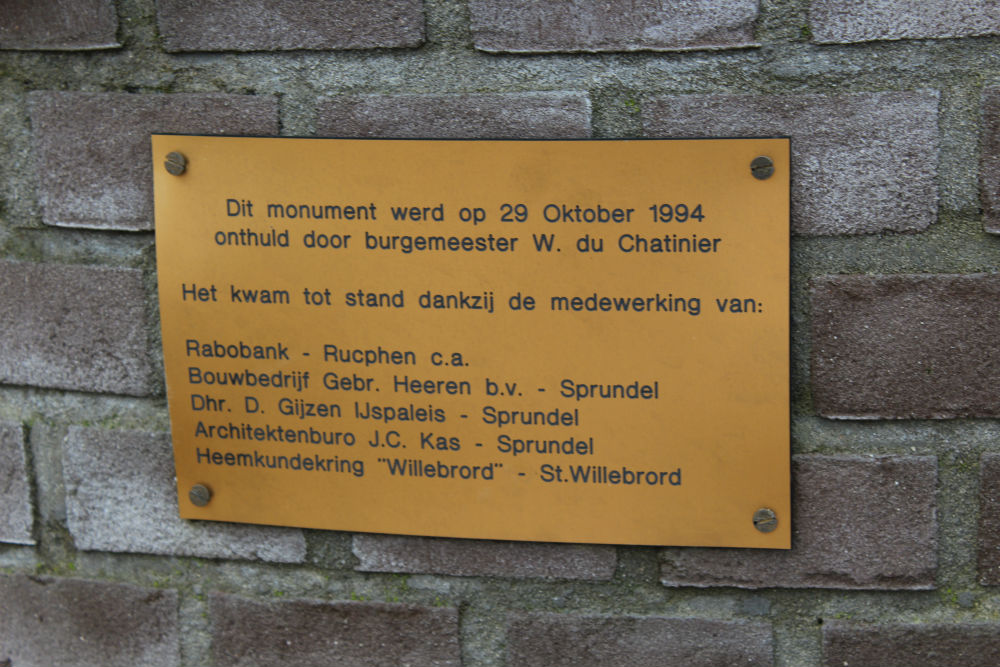 Dit monument werd op 29 Oktober 1994
onthuld door burgemeester W. du Chatinier
Het kwam tot stand dankzij de medewerking van:
Rabobank - Rucphen c.a.
Bouwbedrijf Gebr. Heeren b.v. - Sprundel
Dhr. D. Gijzen IJspaleis - Sprundel
Architektenburo J.C. Kas - Sprundel
Heemkundekring "Willebrord" - St.Willebrord